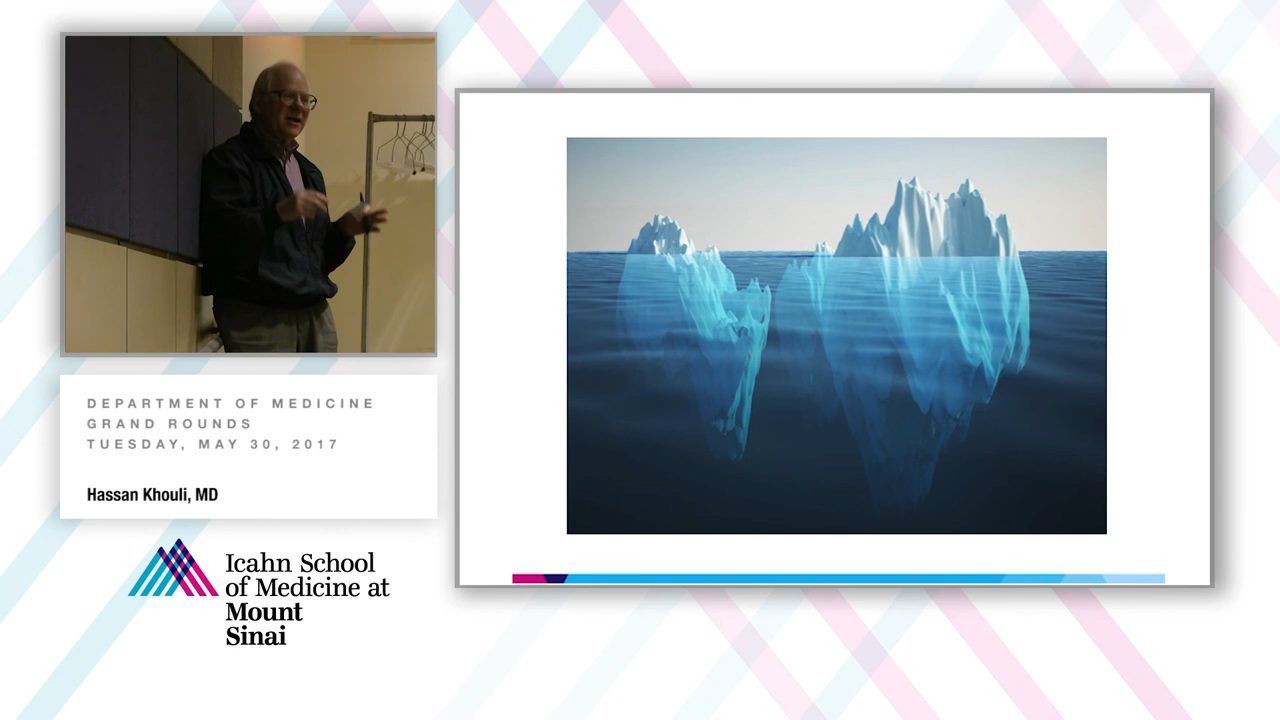 DEPARTMENT OF MEDICINE
GRAND ROUNDS
TUESDAY, MAY 30, 2017
Hassan Khouli, MD
Icahn School
of Medicine at
Mount
Sinai